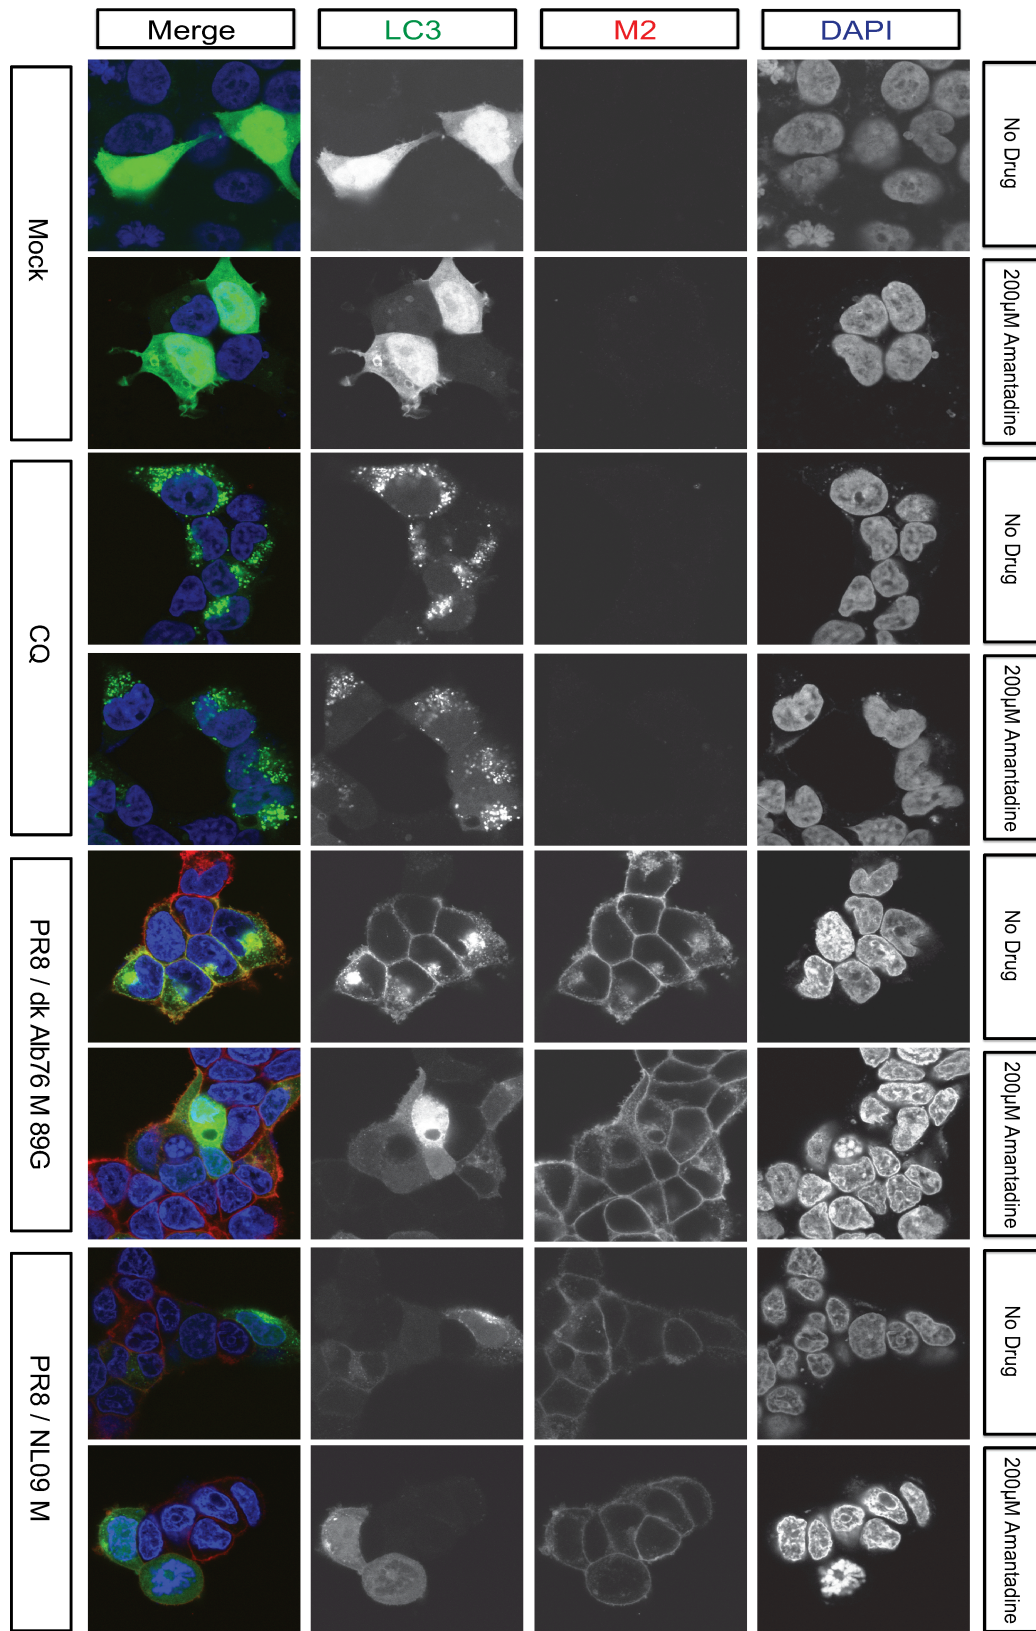 Merge
LC3
M2
DAPI
Mock
No Drug
200µM Amantadine
CQ
No Drug
200µM Amantadine
PR8 / dk Alb76 M 89G
No Drug
200µM Amantadine
PR8 / NL09 M
No Drug
200µM Amantadine